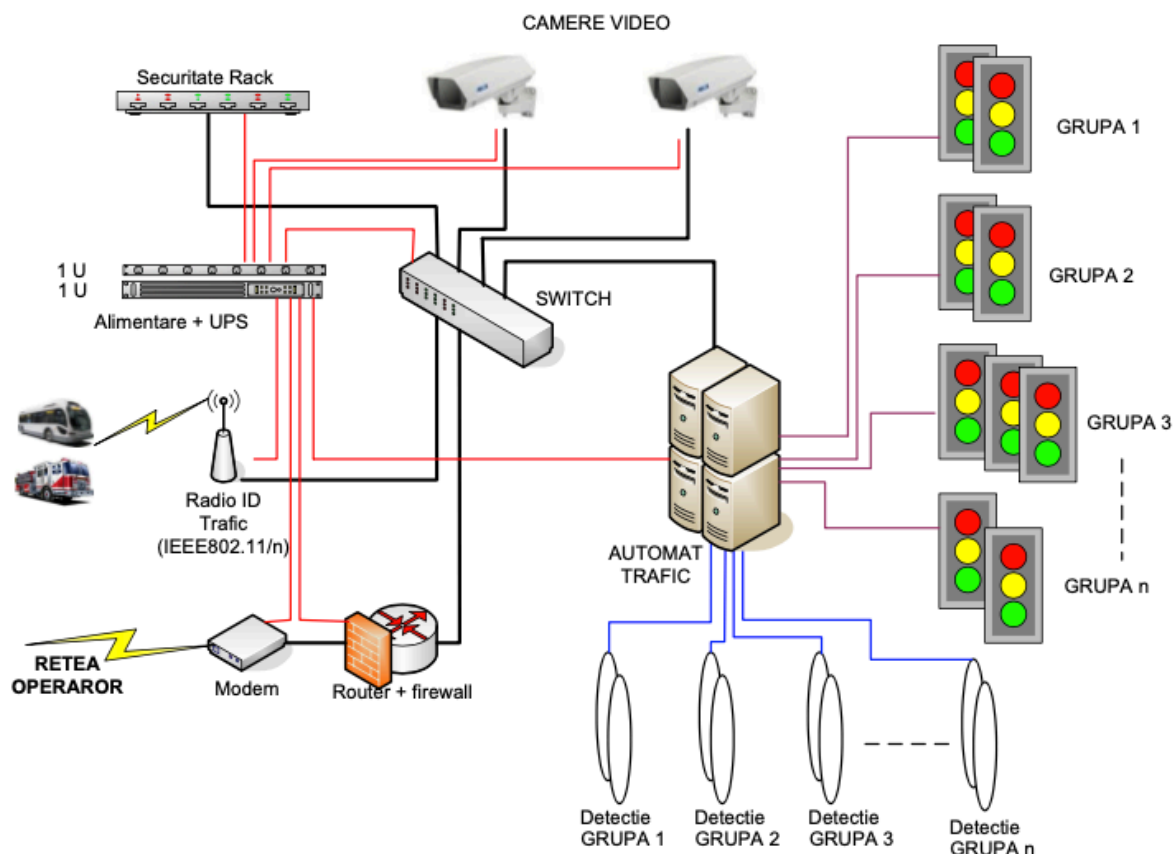 CAMERE VIDEO
Securitate Rack
GRUPA 1
1 U
1 U
Alimentare + UPS
SWITCH
GRUPA 2
GRUPA 3
Radio ID
Trafic
(IEEE802.11/n)
AUTOMAT
TRAFIC
GRUPA n
RETEA
OPERAROR
Modem
Router + firewall
Detectie
GRUPA 1
Detectie
GRUPA 2
Detectie
GRUPA 3
Detectie
GRUPA n